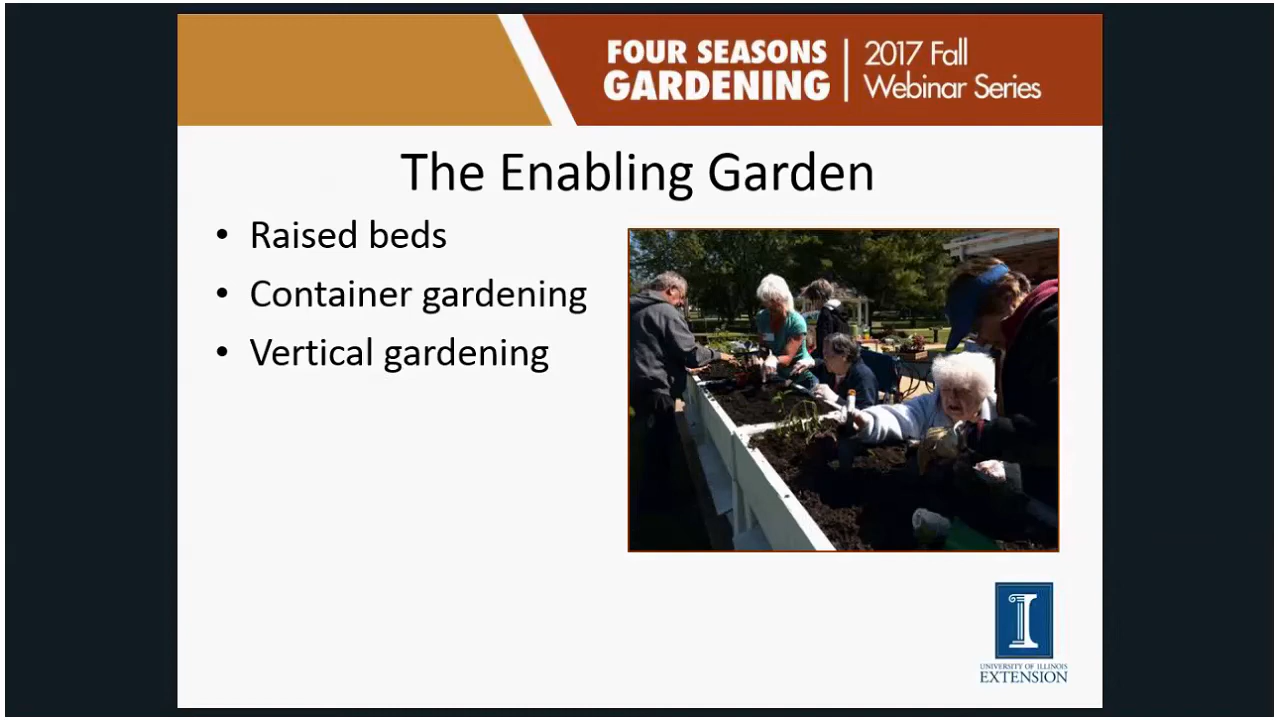 FOUR SEASONS
GARDENING
2017 Fall
Webinar Series
The Enabling Garden
• Raised beds
• Container gardening
• Vertical gardening
I
UNIVERSITY OF ILLINOIS
EXTENSION